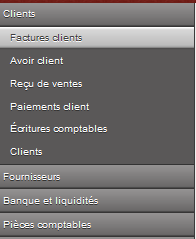 Clients
Factures clients
Avoir client
Reçu de ventes
Paiements client
Écritures comptables
Clients
Fournisseurs
Banque et liquidités
Pièces comptables